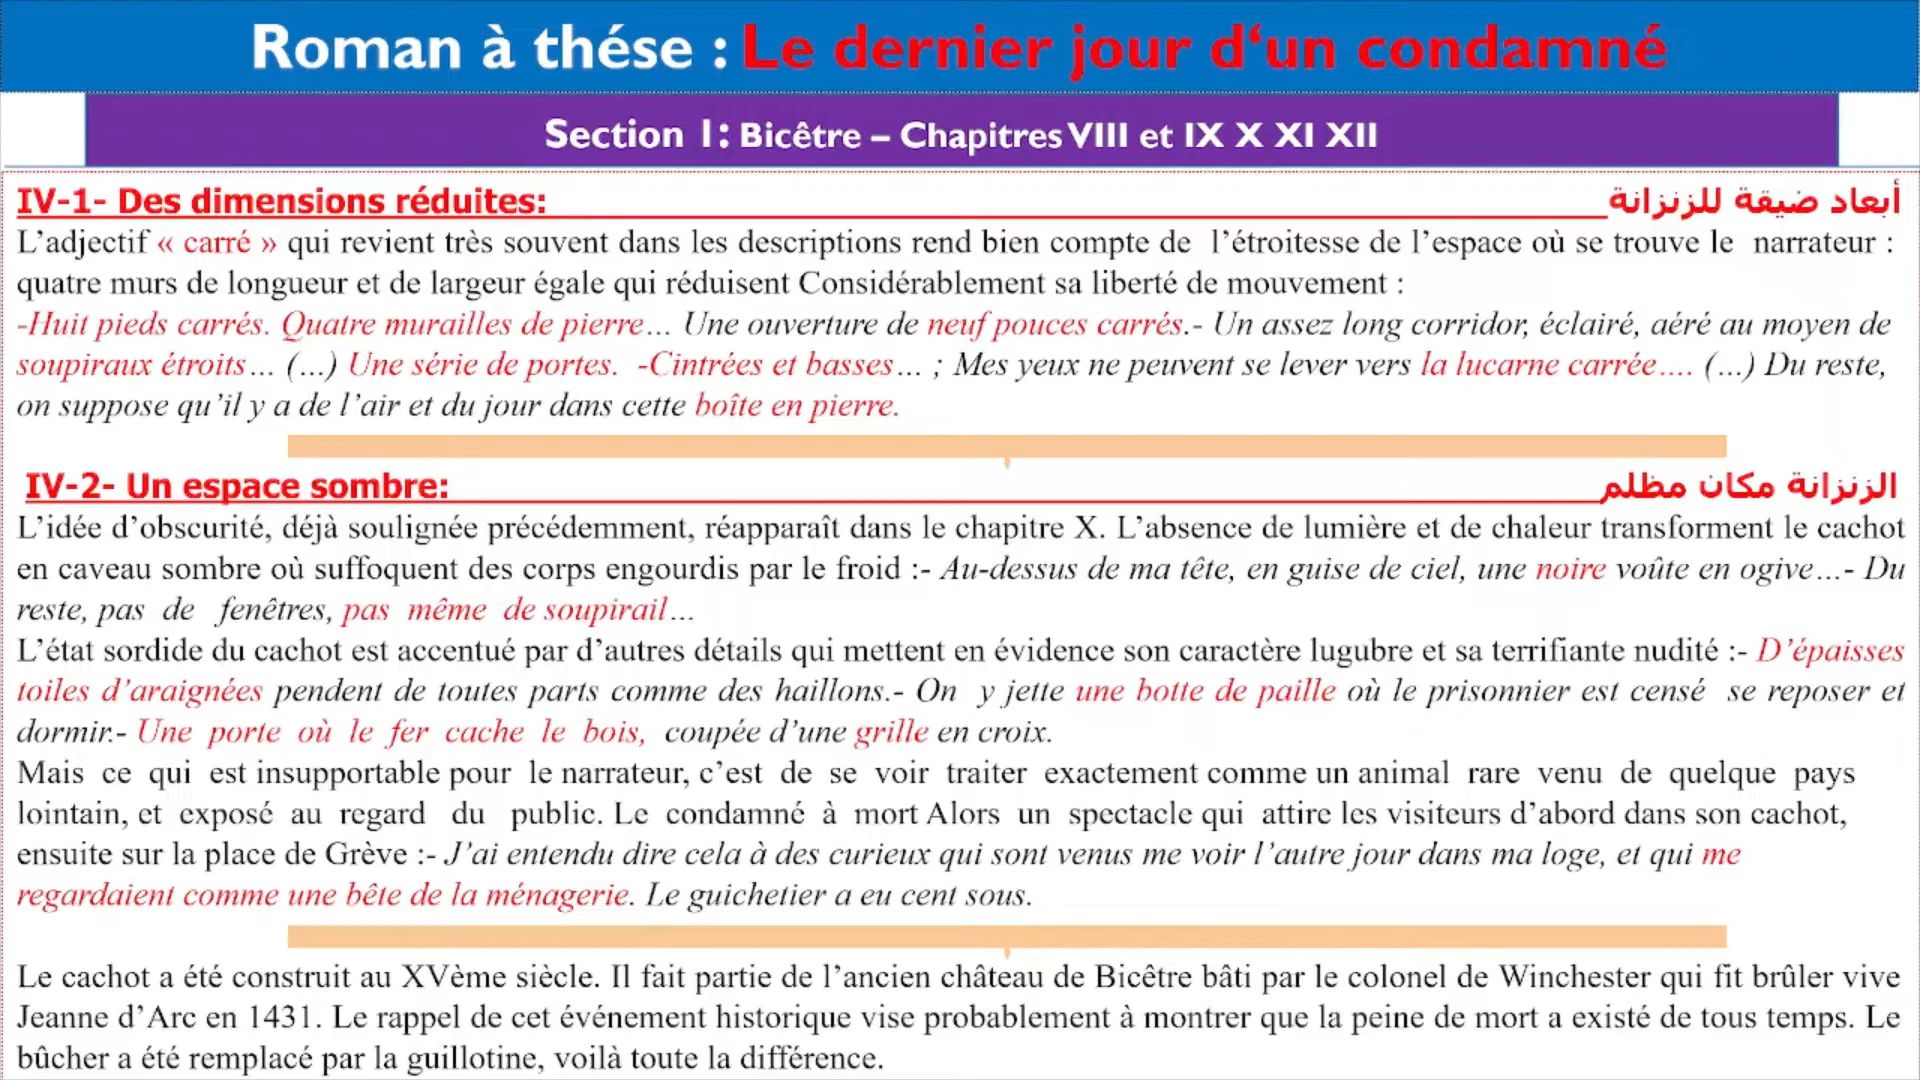 Roman à thése : Le dernier jour d‘un condamné
Section 1: Bicêtre – Chapitres VIII et IX X XI XII
IV-1- Des dimensions réduites: أبعاد ضيقة للزنزانة
L’adjectif « carré » qui revient très souvent dans les descriptions rend bien compte de l’étroitesse de l’espace où se trouve le narrateur :
quatre murs de longueur et de largeur égale qui réduisent Considérablement sa liberté de mouvement :
-Huit pieds carrés. Quatre murailles de pierre… Une ouverture de neuf pouces carrés.- Un assez long corridor, éclairé, aéré au moyen de
soupiraux étroits… (…) Une série de portes. -Cintrées et basses… ; Mes yeux ne peuvent se lever vers la lucarne carrée…. (…) Du reste,
on suppose qu’il y a de l’air et du jour dans cette boîte en pierre.
IV-2- Un espace sombre: الزنزانة مكان مظلم
L’idée d’obscurité, déjà soulignée précédemment, réapparaît dans le chapitre X. L’absence de lumière et de chaleur transforment le cachot
en caveau sombre où suffoquent des corps engourdis par le froid :- Au-dessus de ma tête, en guise de ciel, une noire voûte en ogive…- Du
reste, pas de fenêtres, pas même de soupirail…
L’état sordide du cachot est accentué par d’autres détails qui mettent en évidence son caractère lugubre et sa terrifiante nudité :- D’épaisses
toiles d’araignées pendent de toutes parts comme des haillons.- On y jette une botte de paille où le prisonnier est censé se reposer et
dormir.- Une porte où le fer cache le bois, coupée d’une grille en croix.
Mais ce qui est insupportable pour le narrateur, c’est de se voir traiter exactement comme un animal rare venu de quelque pays
lointain, et exposé au regard du public. Le condamné à mort Alors un spectacle qui attire les visiteurs d’abord dans son cachot,
ensuite sur la place de Grève :- J’ai entendu dire cela à des curieux qui sont venus me voir l’autre jour dans ma loge, et qui me
regardaient comme une bête de la ménagerie. Le guichetier a eu cent sous.
Le cachot a été construit au XVème siècle. Il fait partie de l’ancien château de Bicêtre bâti par le colonel de Winchester qui fit brûler vive
Jeanne d’Arc en 1431. Le rappel de cet événement historique vise probablement à montrer que la peine de mort a existé de tous temps. Le
bûcher a été remplacé par la guillotine, voilà toute la différence.